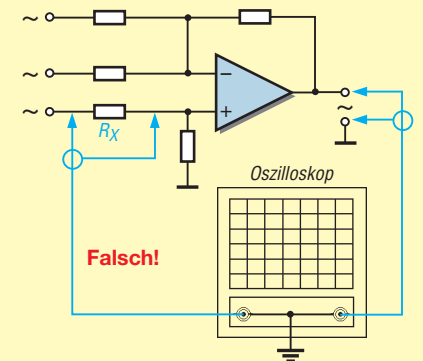 ~
~
~
−
+
~
R_X
Oszilloskop
Falsch!